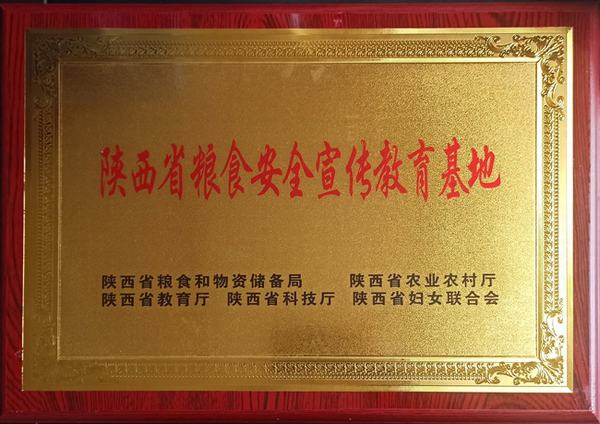 陕西省粮食安全宣传教育基地
陕西省粮食和物资储备局 陕西省农业农村厅
陕西省教育厅 陕西省科技厅 陕西省妇女联合会